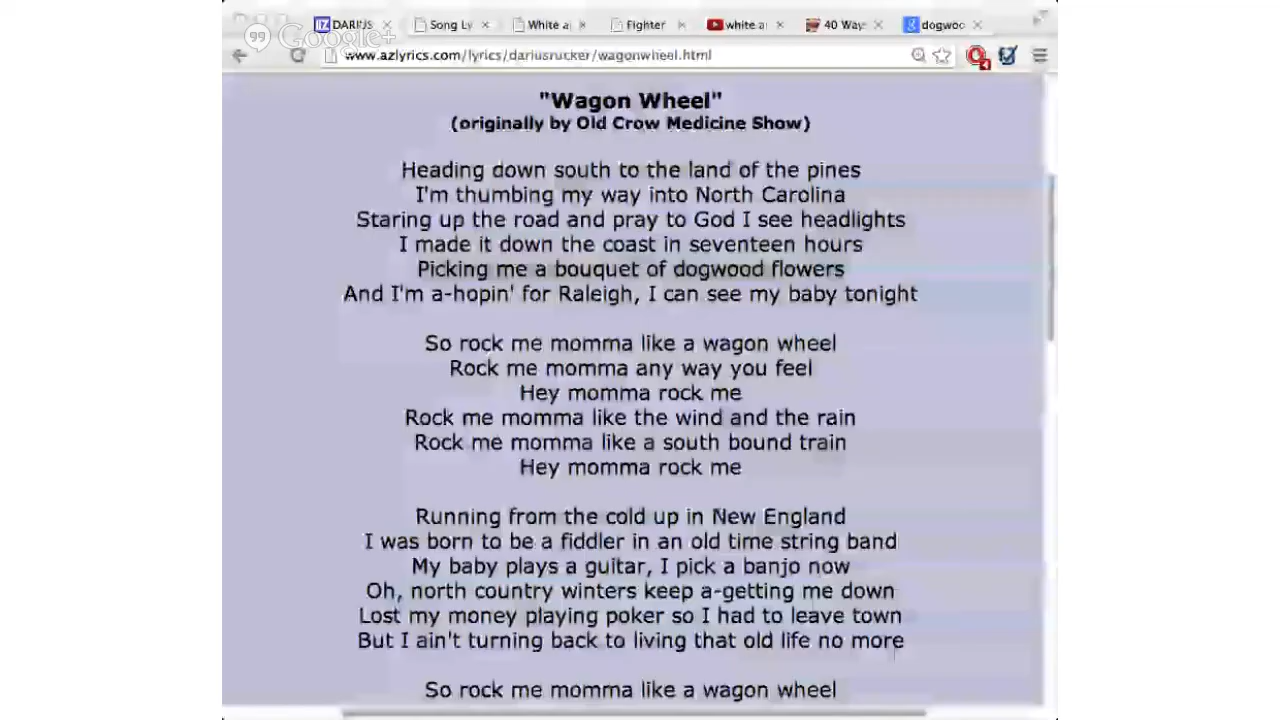 DARIUS
Song Ly
White a
Fighter
white a
40 Way
dogwoo
Google+
www.azlyrics.com/lyrics/dariusrucker/wagonwheel.html
"Wagon Wheel"
(originally by Old Crow Medicine Show)
Heading down south to the land of the pines
I'm thumbing my way into North Carolina
Staring up the road and pray to God I see headlights
I made it down the coast in seventeen hours
Picking me a bouquet of dogwood flowers
And I'm a-hopin' for Raleigh, I can see my baby tonight
So rock me momma like a wagon wheel
Rock me momma any way you feel
Hey momma rock me
Rock me momma like the wind and the rain
Rock me momma like a south bound train
Hey momma rock me
Running from the cold up in New England
I was born to be a fiddler in an old time string band
My baby plays a guitar, I pick a banjo now
Oh, north country winters keep a-getting me down
Lost my money playing poker so I had to leave town
But I ain't turning back to living that old life no more
So rock me momma like a wagon wheel